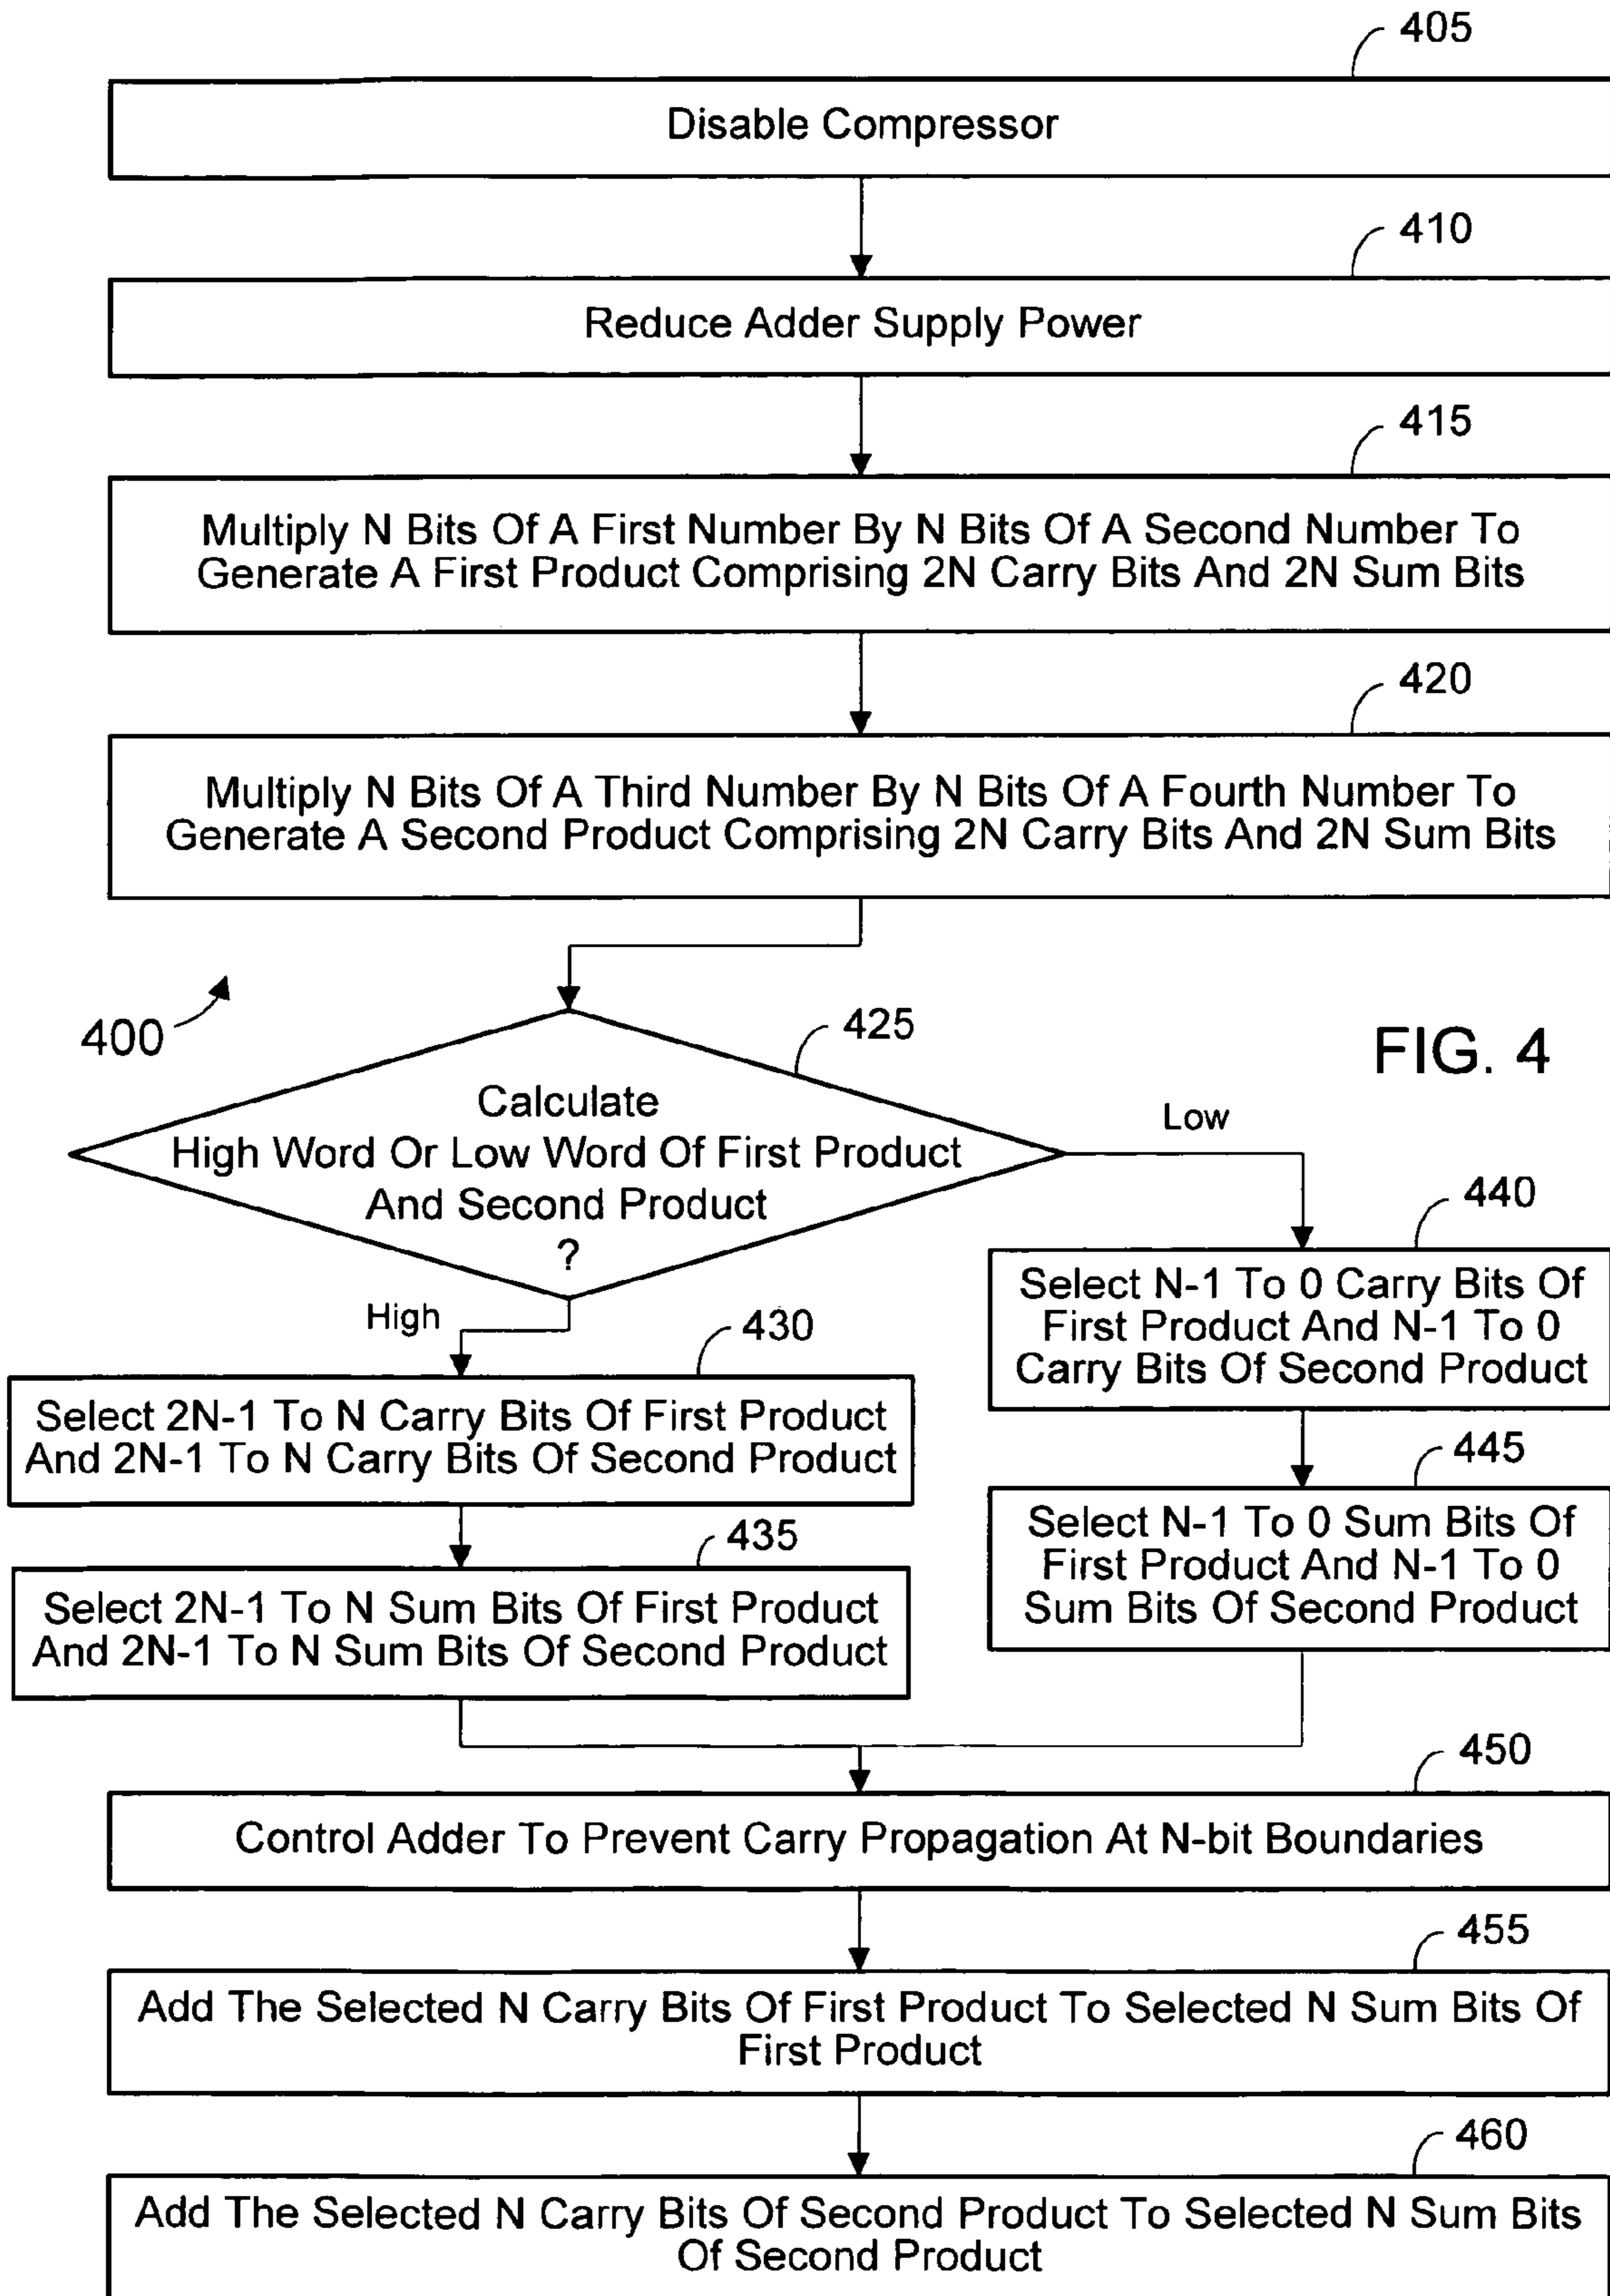 405
Disable Compressor
410
Reduce Adder Supply Power
415
Multiply N Bits Of A First Number By N Bits Of A Second Number To
Generate A First Product Comprising 2N Carry Bits And 2N Sum Bits
420
Multiply N Bits Of A Third Number By N Bits Of A Fourth Number To
Generate A Second Product Comprising 2N Carry Bits And 2N Sum Bits
400
425
FIG. 4
Calculate
High Word Or Low Word Of First Product
And Second Product
?
Low
High
430
Select 2N-1 To N Carry Bits Of First Product
And 2N-1 To N Carry Bits Of Second Product
435
Select 2N-1 To N Sum Bits Of First Product
And 2N-1 To N Sum Bits Of Second Product
440
Select N-1 To 0 Carry Bits Of
First Product And N-1 To 0
Carry Bits Of Second Product
445
Select N-1 To 0 Sum Bits Of
First Product And N-1 To 0
Sum Bits Of Second Product
450
Control Adder To Prevent Carry Propagation At N-bit Boundaries
455
Add The Selected N Carry Bits Of First Product To Selected N Sum Bits Of
First Product
460
Add The Selected N Carry Bits Of Second Product To Selected N Sum Bits
Of Second Product